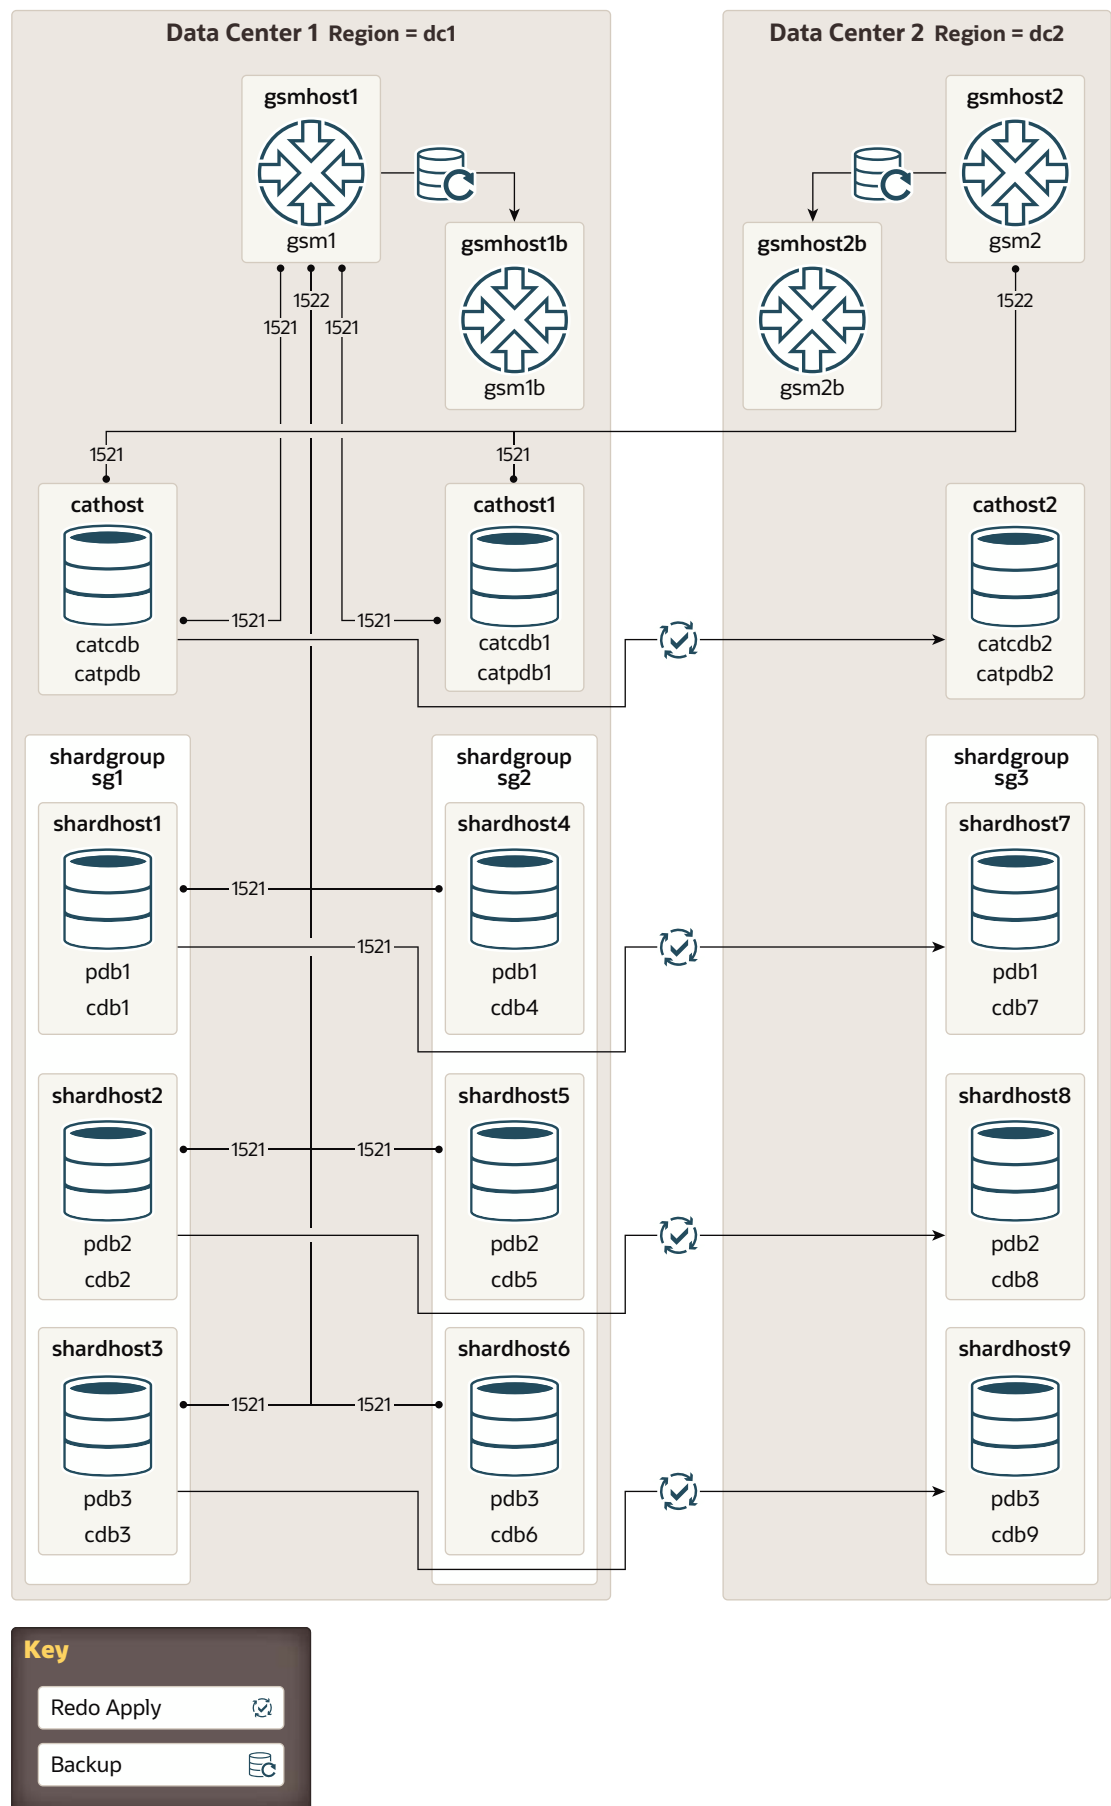 Data Center 1 Region = dc1
Data Center 2 Region = dc2
gsmhost1
gsm1
gsmhost1b
gsm1b
gsmhost2b
gsm2b
gsmhost2
gsm2
1522
1521
1521
1522
1521
1521
cathost
catcdb
catpdb
1521
1521
cathost1
catcdb1
catpdb1
cathost2
catcdb2
catpdb2
shardgroup
sg1
shardgroup
sg2
shardgroup
sg3
shardhost1
pdb1
cdb1
1521
1521
shardhost4
pdb1
cdb4
shardhost7
pdb1
cdb7
shardhost2
pdb2
cdb2
1521
1521
shardhost5
pdb2
cdb5
shardhost8
pdb2
cdb8
shardhost3
pdb3
cdb3
1521
1521
shardhost6
pdb3
cdb6
shardhost9
pdb3
cdb9
Key
Redo Apply
Backup